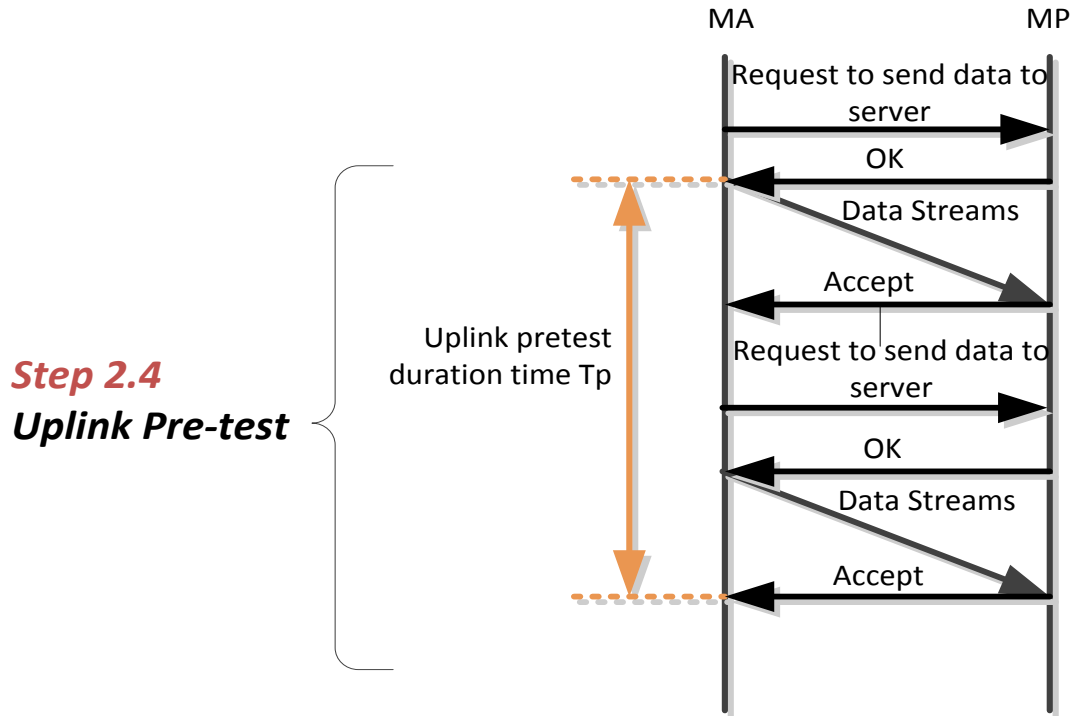 MA
MP
Request to send data to
server
OK
Data Streams
Accept
Uplink pretest
duration time Tp
Request to send data to
server
Step 2.4
Uplink Pre-test
OK
Data Streams
Accept